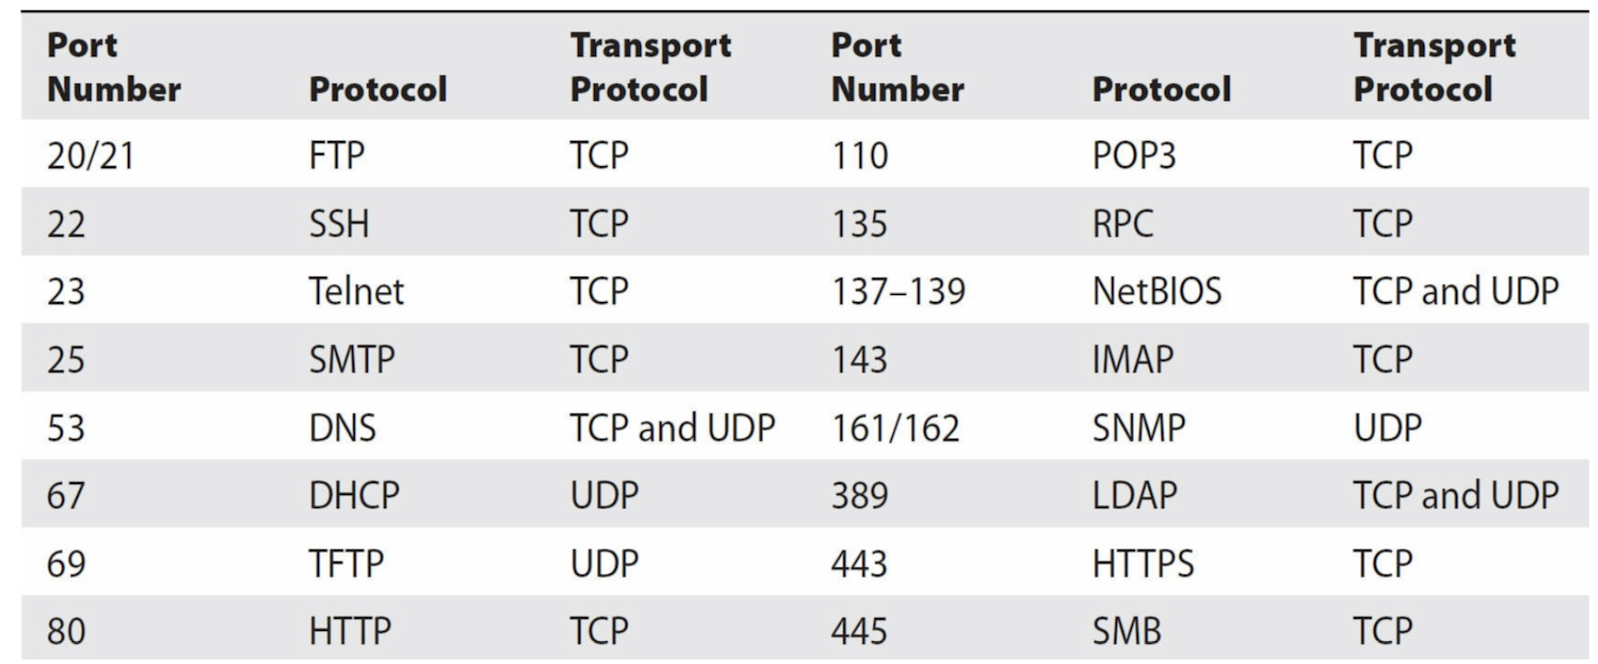 Port Number Protocol Transport Protocol Port Number Protocol Transport Protocol
20/21 FTP TCP 110 POP3 TCP
22 SSH TCP 135 RPC TCP
23 Telnet TCP 137–139 NetBIOS TCP and UDP
25 SMTP TCP 143 IMAP TCP
53 DNS TCP and UDP 161/162 SNMP UDP
67 DHCP UDP 389 LDAP TCP and UDP
69 TFTP UDP 443 HTTPS TCP
80 HTTP TCP 445 SMB TCP